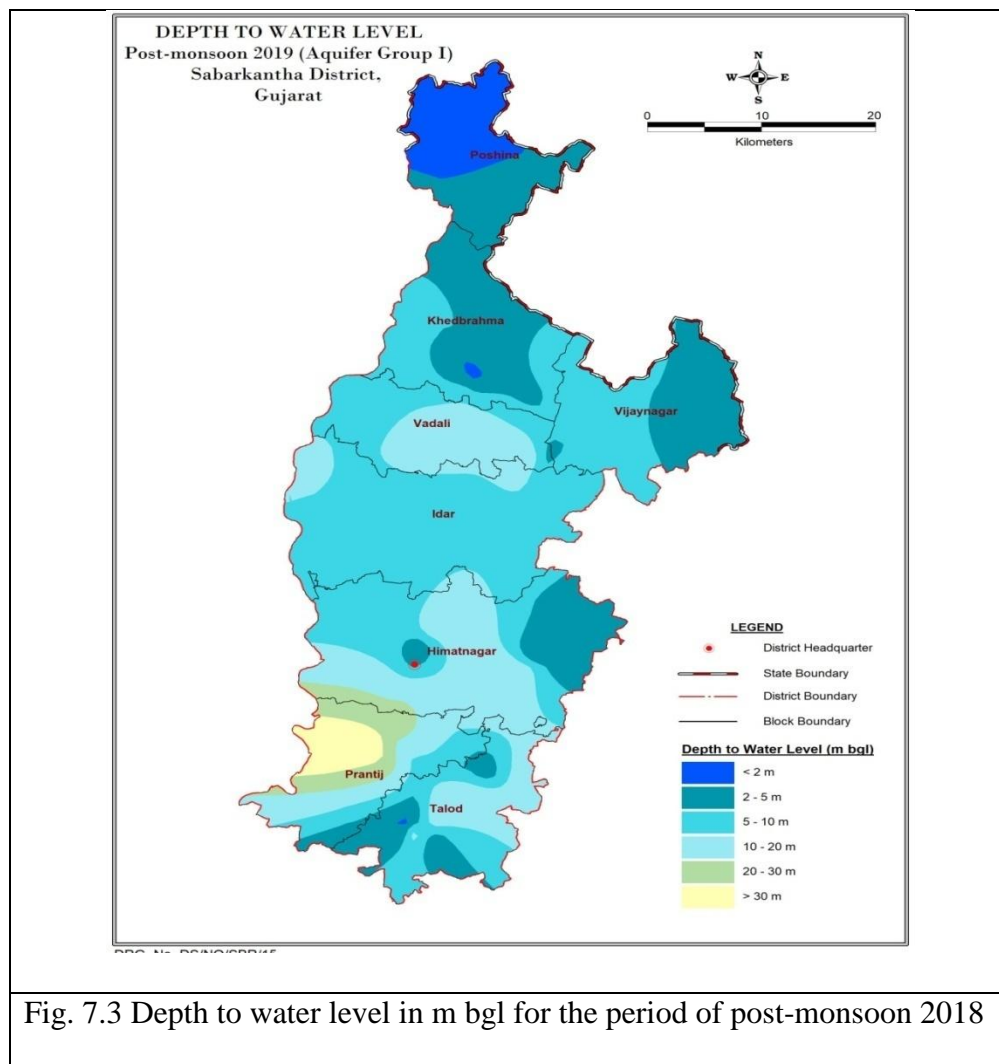 DEPTH TO WATER LEVEL
Post-monsoon 2019 (Aquifer Group I)
Sabarkantha District,
Gujarat
N
W E
S
0 10 20
Kilometers
Poshina
Khedbrahma
Vijaynagar
Vadali
Idar
Himatnagar
Prantij
Talod
LEGEND
District Headquarter
State Boundary
District Boundary
Block Boundary
Depth to Water Level (m bgl)
< 2 m
2 - 5 m
5 - 10 m
10 - 20 m
20 - 30 m
> 30 m
Fig. 7.3 Depth to water level in m bgl for the period of post-monsoon 2018